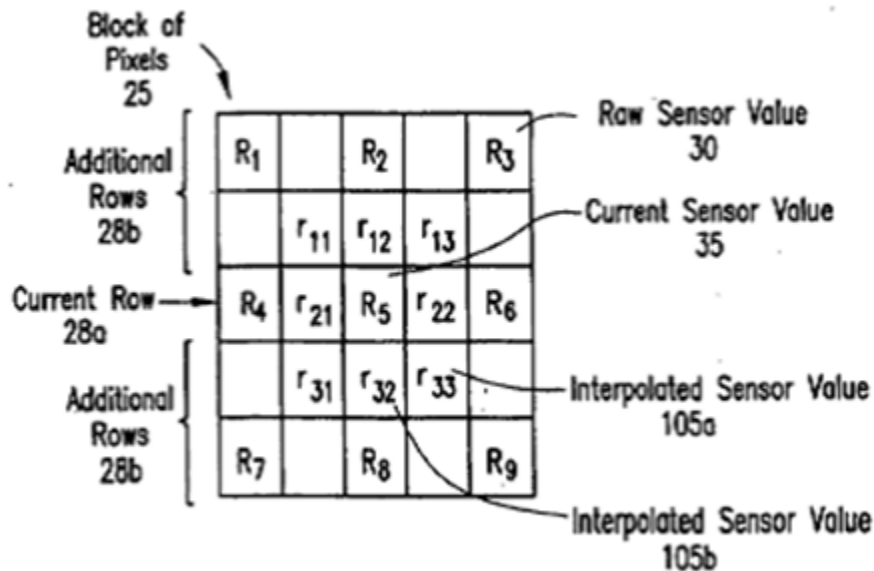 Block of
Pixels
25
Raw Sensor Value
30
R1 R2 R3
Additional
Rows
28b
r11 r12 r13
Current Sensor Value
35
Current Row
28a
R4 r21 R5 r22 R6
r31 r32 r33
Interpolated Sensor Value
105a
Additional
Rows
28b
R7 R8 R9
Interpolated Sensor Value
105b